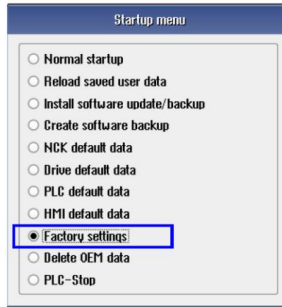 Startup menu
Normal startup
Reload saved user data
Install software update/backup
Create software backup
NCK default data
Drive default data
PLC default data
HMI default data
Factory settings
Delete OEM data
PLC-Stop